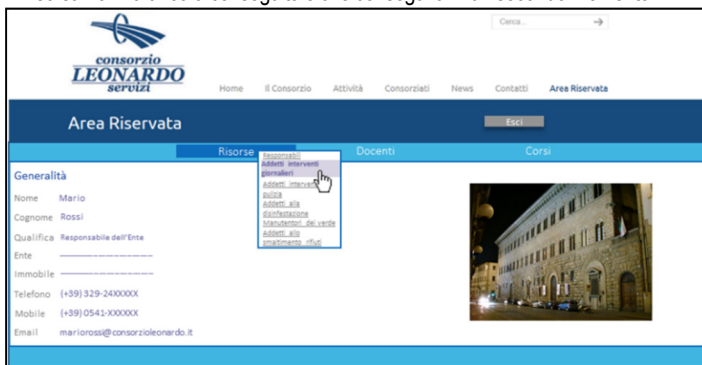 Cerca...
consorzio
LEONARDO
servizi
Home Il Consorzio Attività Consorziati News Contatti Area Riservata
Area Riservata
Esci
Risorse Docenti Corsi
Responsabili
Addetti interventi
giornalieri
Addetti interventi
pulizia
Addetti alla
disinfestazione
Manutentori del verde
Addetti allo
smaltimento rifiuti
Generalità
Nome Mario
Cognome Rossi
Qualifica Responsabile dell'Ente
Ente
Immobile
Telefono (+39) 329-24XXXXX
Mobile (+39) 0541-XXXXXX
Email mariorossi@consorzioleonardo.it